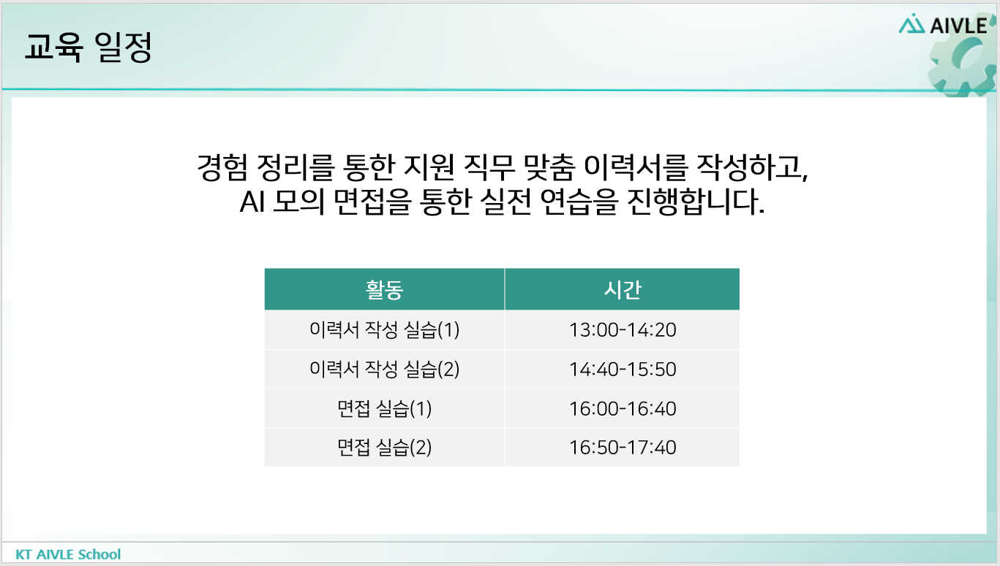 교육 일정
AIVLE
경험 정리를 통한 지원 직무 맞춤 이력서를 작성하고,
AI 모의 면접을 통한 실전 연습을 진행합니다.
활동 시간
이력서 작성 실습(1) 13:00-14:20
이력서 작성 실습(2) 14:40-15:50
면접 실습(1) 16:00-16:40
면접 실습(2) 16:50-17:40
KT AIVLE School